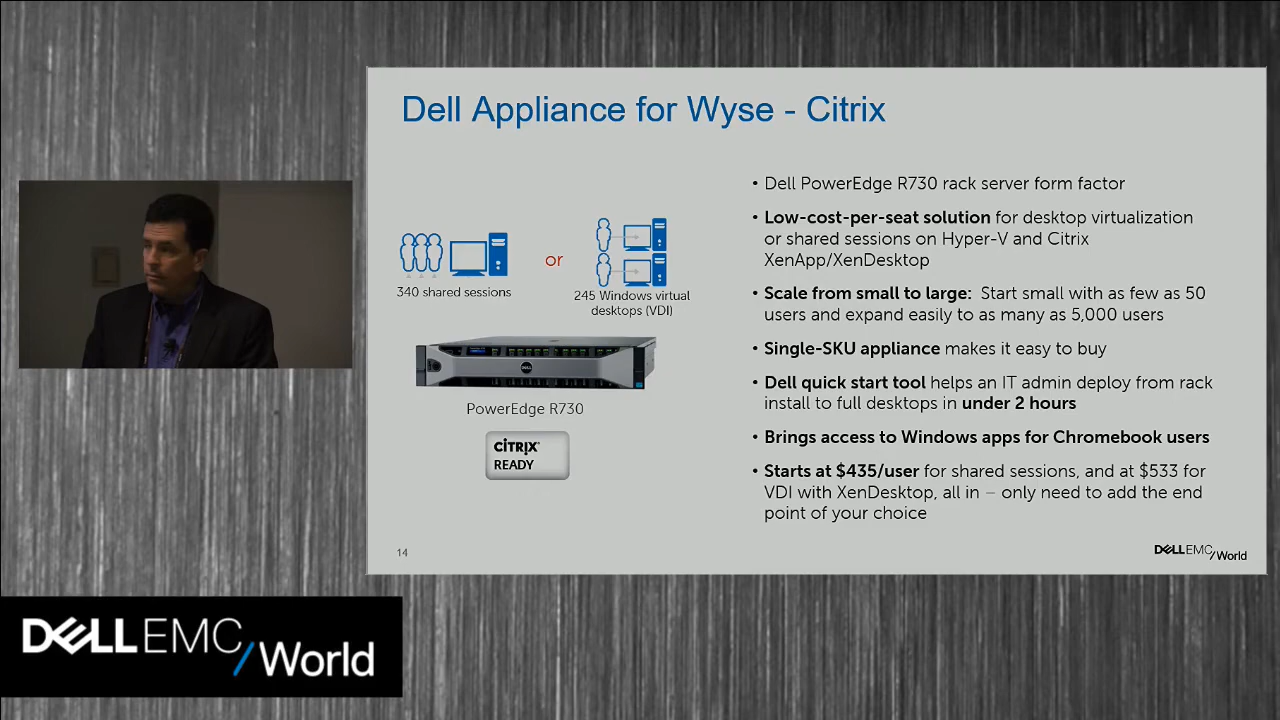 Dell Appliance for Wyse - Citrix
340 shared sessions
or
245 Windows virtual
desktops (VDI)
DELL
PowerEdge R730
CITRIX®
READY
• Dell PowerEdge R730 rack server form factor
• Low-cost-per-seat solution for desktop virtualization
or shared sessions on Hyper-V and Citrix
XenApp/XenDesktop
• Scale from small to large: Start small with as few as 50
users and expand easily to as many as 5,000 users
• Single-SKU appliance makes it easy to buy
• Dell quick start tool helps an IT admin deploy from rack
install to full desktops in under 2 hours
• Brings access to Windows apps for Chromebook users
• Starts at $435/user for shared sessions, and at $533 for
VDI with XenDesktop, all in – only need to add the end
point of your choice
14
DELLEMC/World
DELLEMC
/World